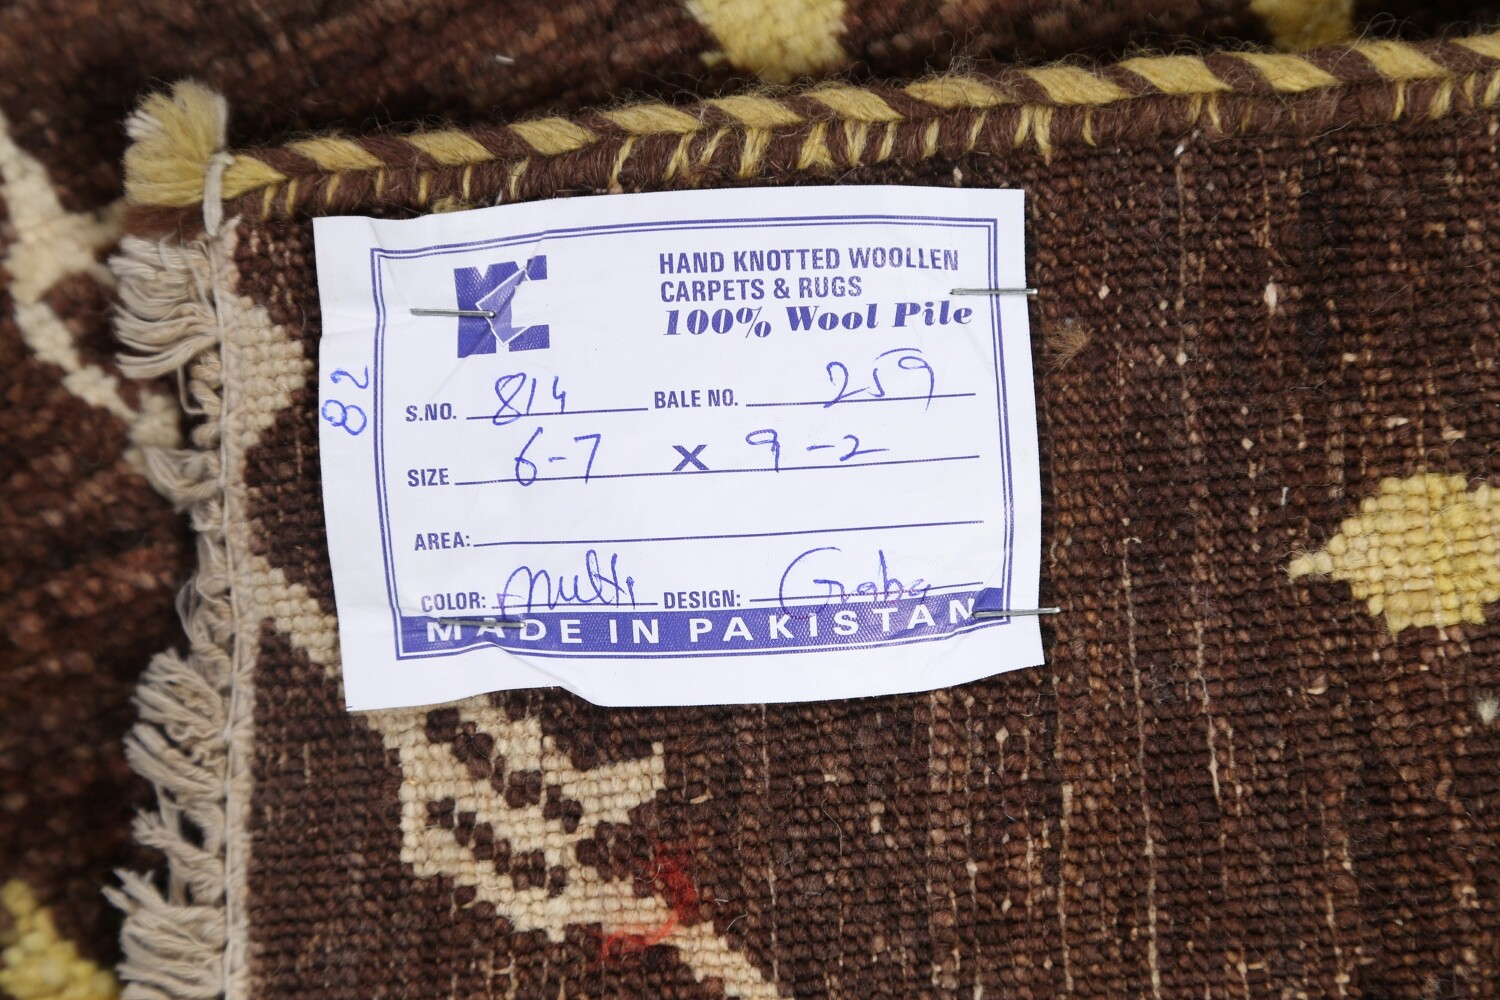 HAND KNOTTED WOOLLEN
CARPETS & RUGS
100% Wool Pile
82
S.NO. 814 BALE NO. 259
SIZE 6-7 X 9-2
AREA:
COLOR: Multi DESIGN: Gaba
MADE IN PAKISTAN